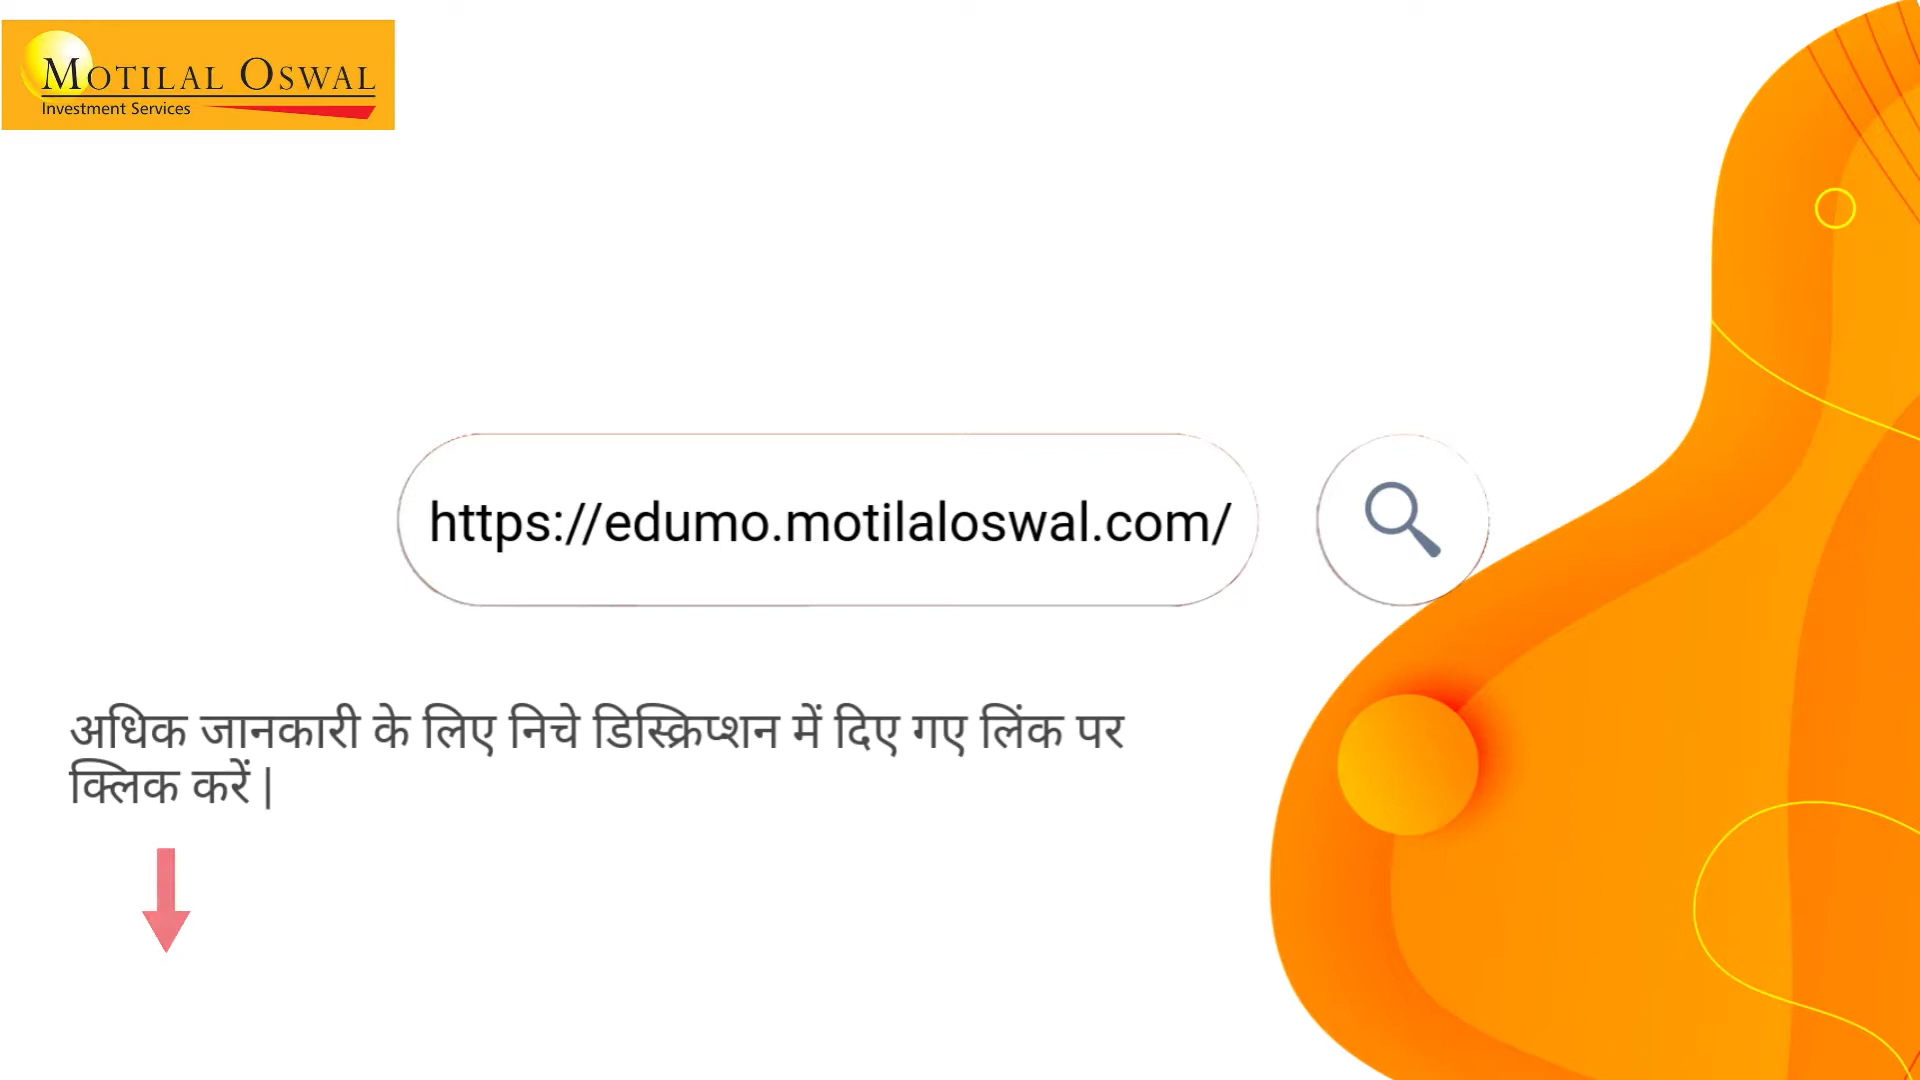 MOTILAL OSWAL
Investment Services
https://edumo.motilaloswal.com/
अधिक जानकारी के लिए निचे डिस्क्रिप्शन में दिए गए लिंक पर
क्लिक करें |